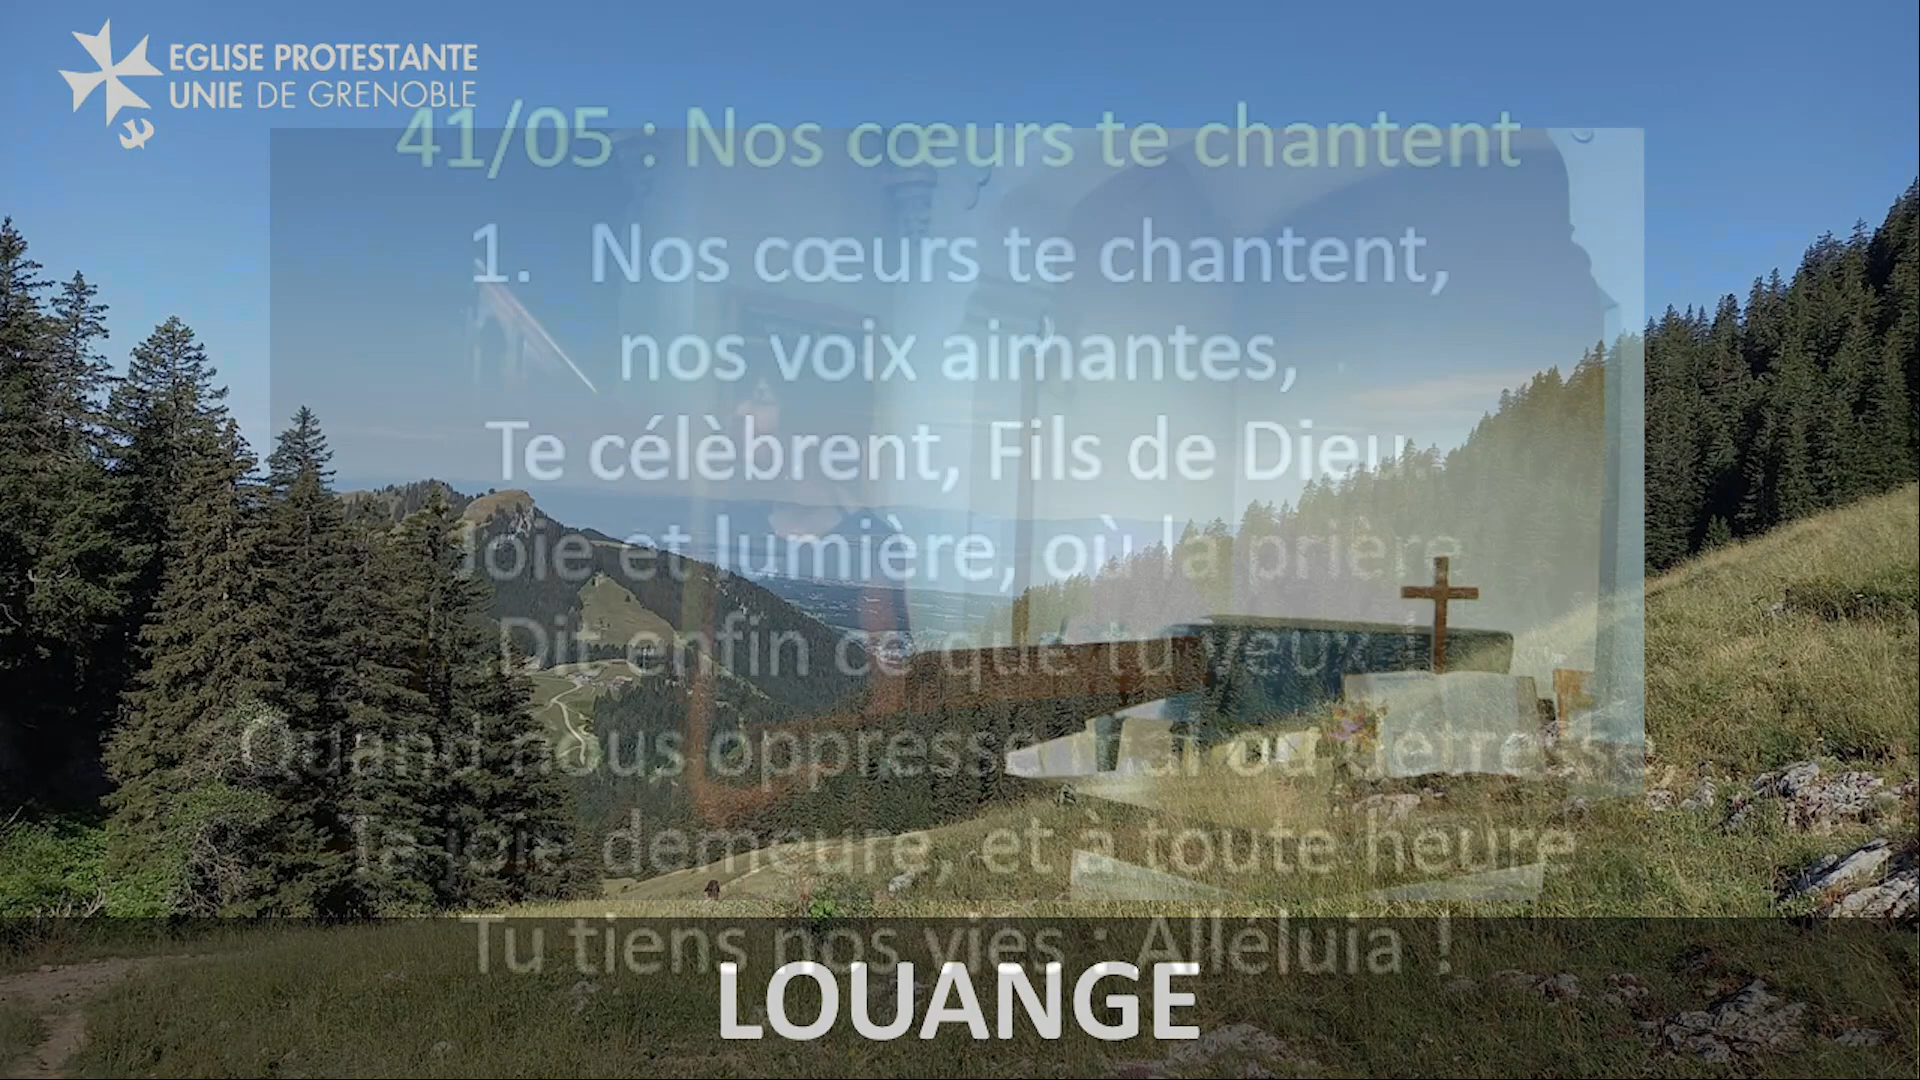 EGLISE PROTESTANTE
UNIE DE GRENOBLE
41/05 : Nos cœurs te chantent
1. Nos cœurs te chantent,
nos voix aimantes,
Te célèbrent, Fils de Dieu.
Joie et lumière, où la prière
Dit enfin ce que tu veux !
Quand nous oppresse mal ou détresse,
la joie demeure, et à toute heure
Tu tiens nos vies : Alléluia !
LOUANGE